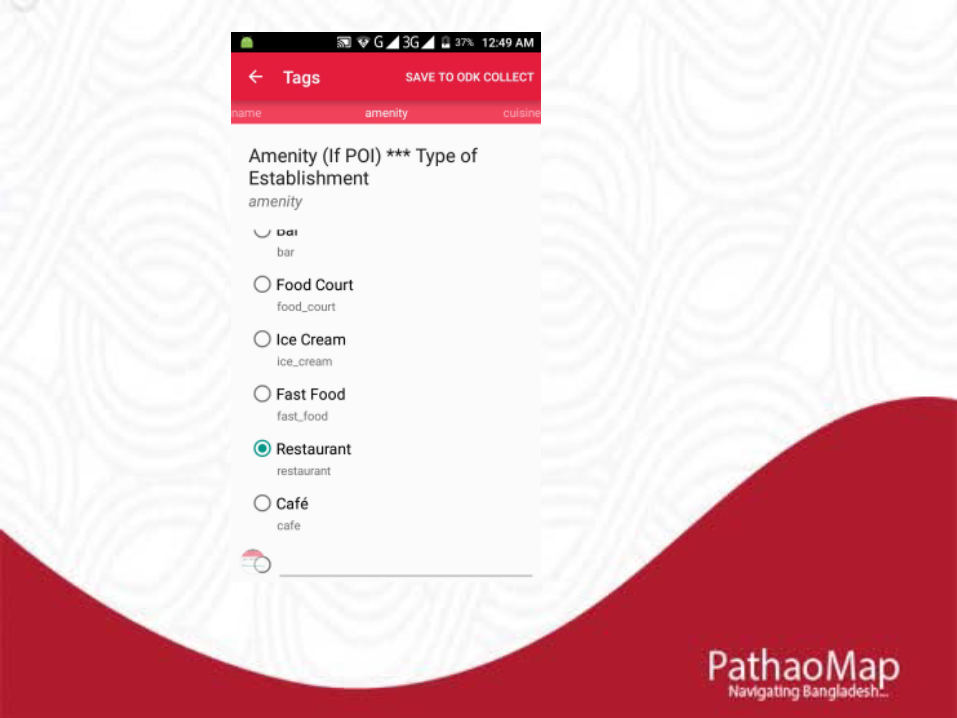 G 3G 37% 12:49 AM
Tags SAVE TO ODK COLLECT
name amenity cuisine
Amenity (If POI) *** Type of
Establishment
amenity
Bar
bar
Food Court
food_court
Ice Cream
ice_cream
Fast Food
fast_food
Restaurant
restaurant
Café
cafe
PathaoMap
Navigating Bangladesh...